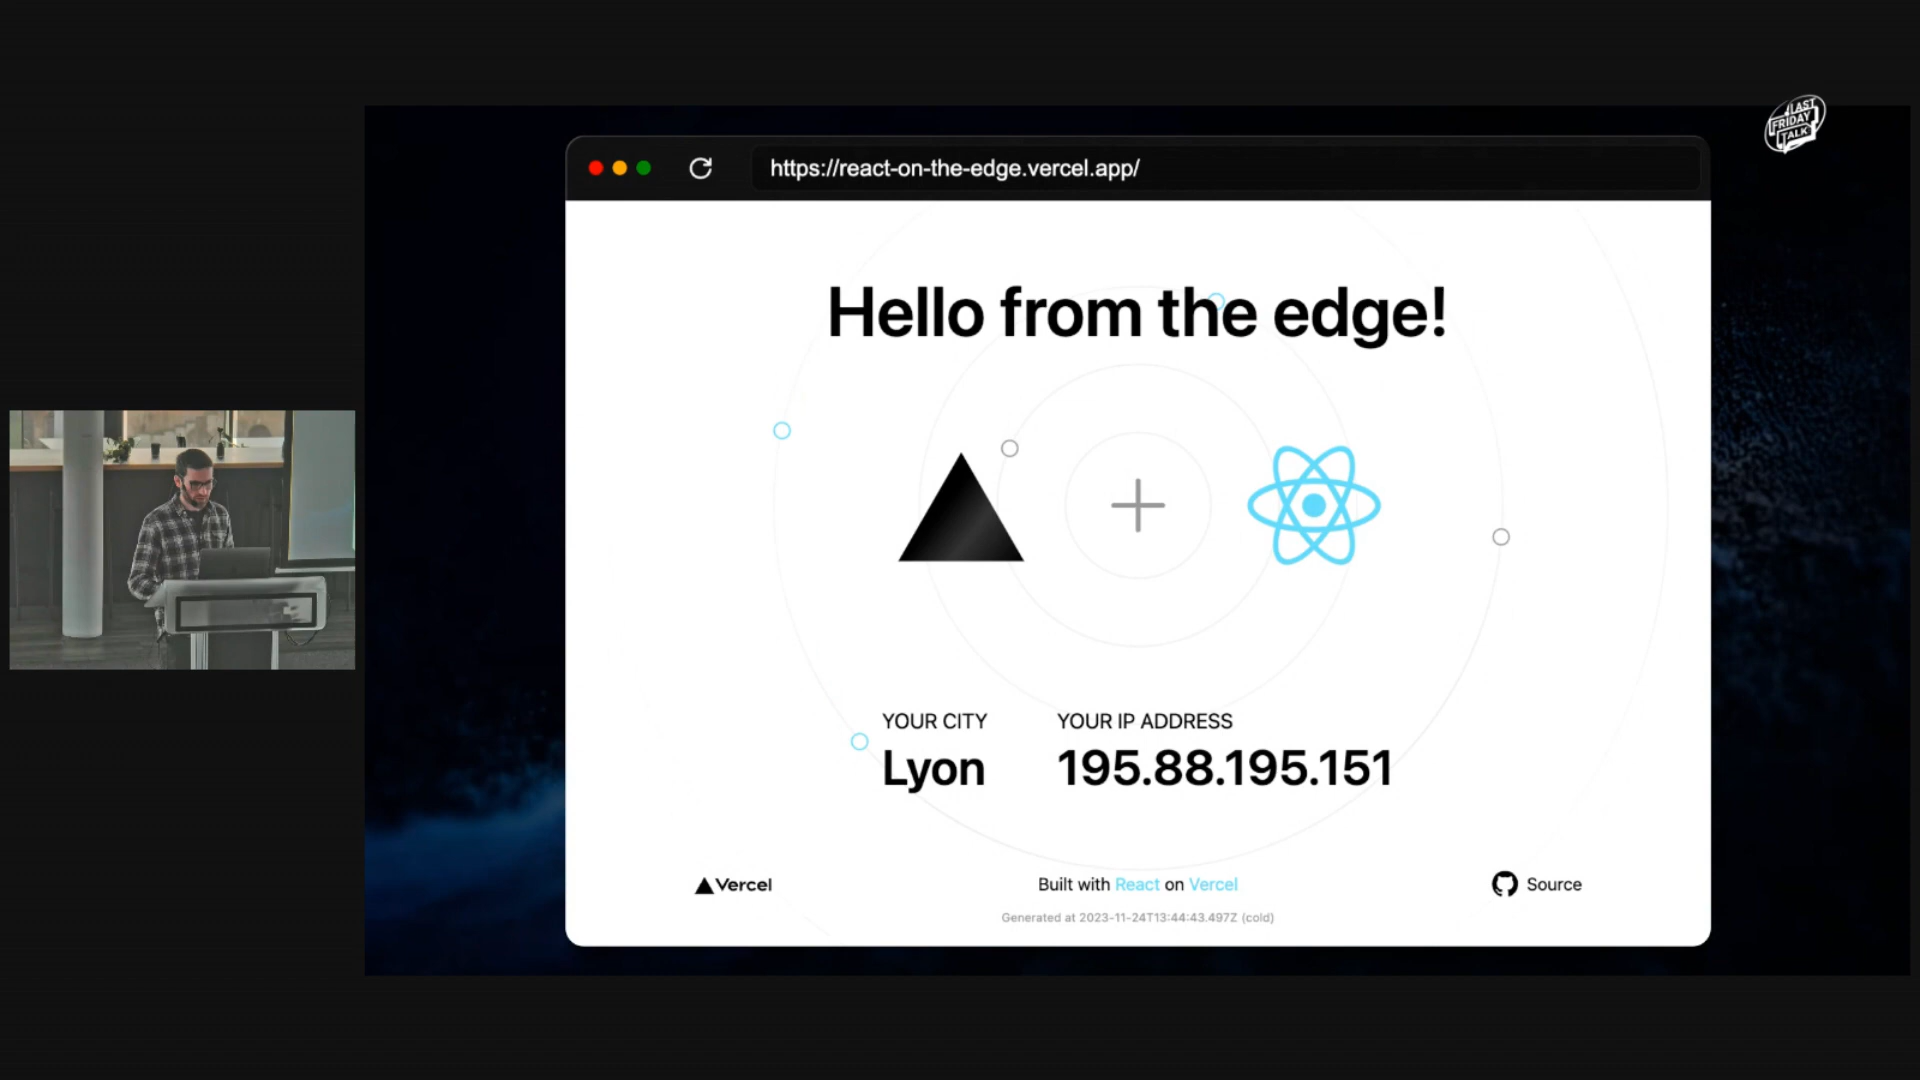 LAST
FRIDAY
TALK
https://react-on-the-edge.vercel.app/
Hello from the edge!
YOUR CITY
YOUR IP ADDRESS
Lyon
195.88.195.151
Vercel
Built with React on Vercel
Source
Generated at 2023-11-24T13:44:43.497Z (cold)